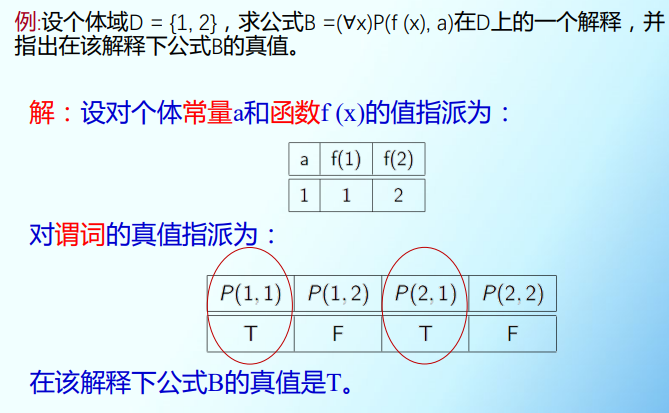 例:设个体域D = {1, 2}，求公式B =(∀x)P(f (x), a)在D上的一个解释，并
指出在该解释下公式B的真值。
解：设对个体常量a和函数f (x)的值指派为：
a f(1) f(2)
1 1 2
对谓词的真值指派为：
P(1,1) P(1,2) P(2,1) P(2,2)
T F T F
在该解释下公式B的真值是T。